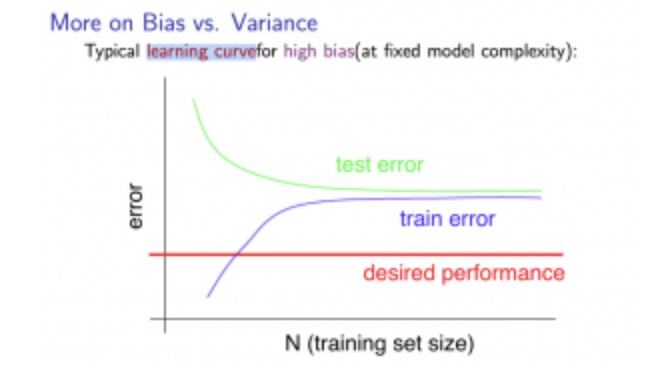 More on Bias vs. Variance
Typical learning curvefor high bias(at fixed model complexity):
test error
error
train error
desired performance
N (training set size)